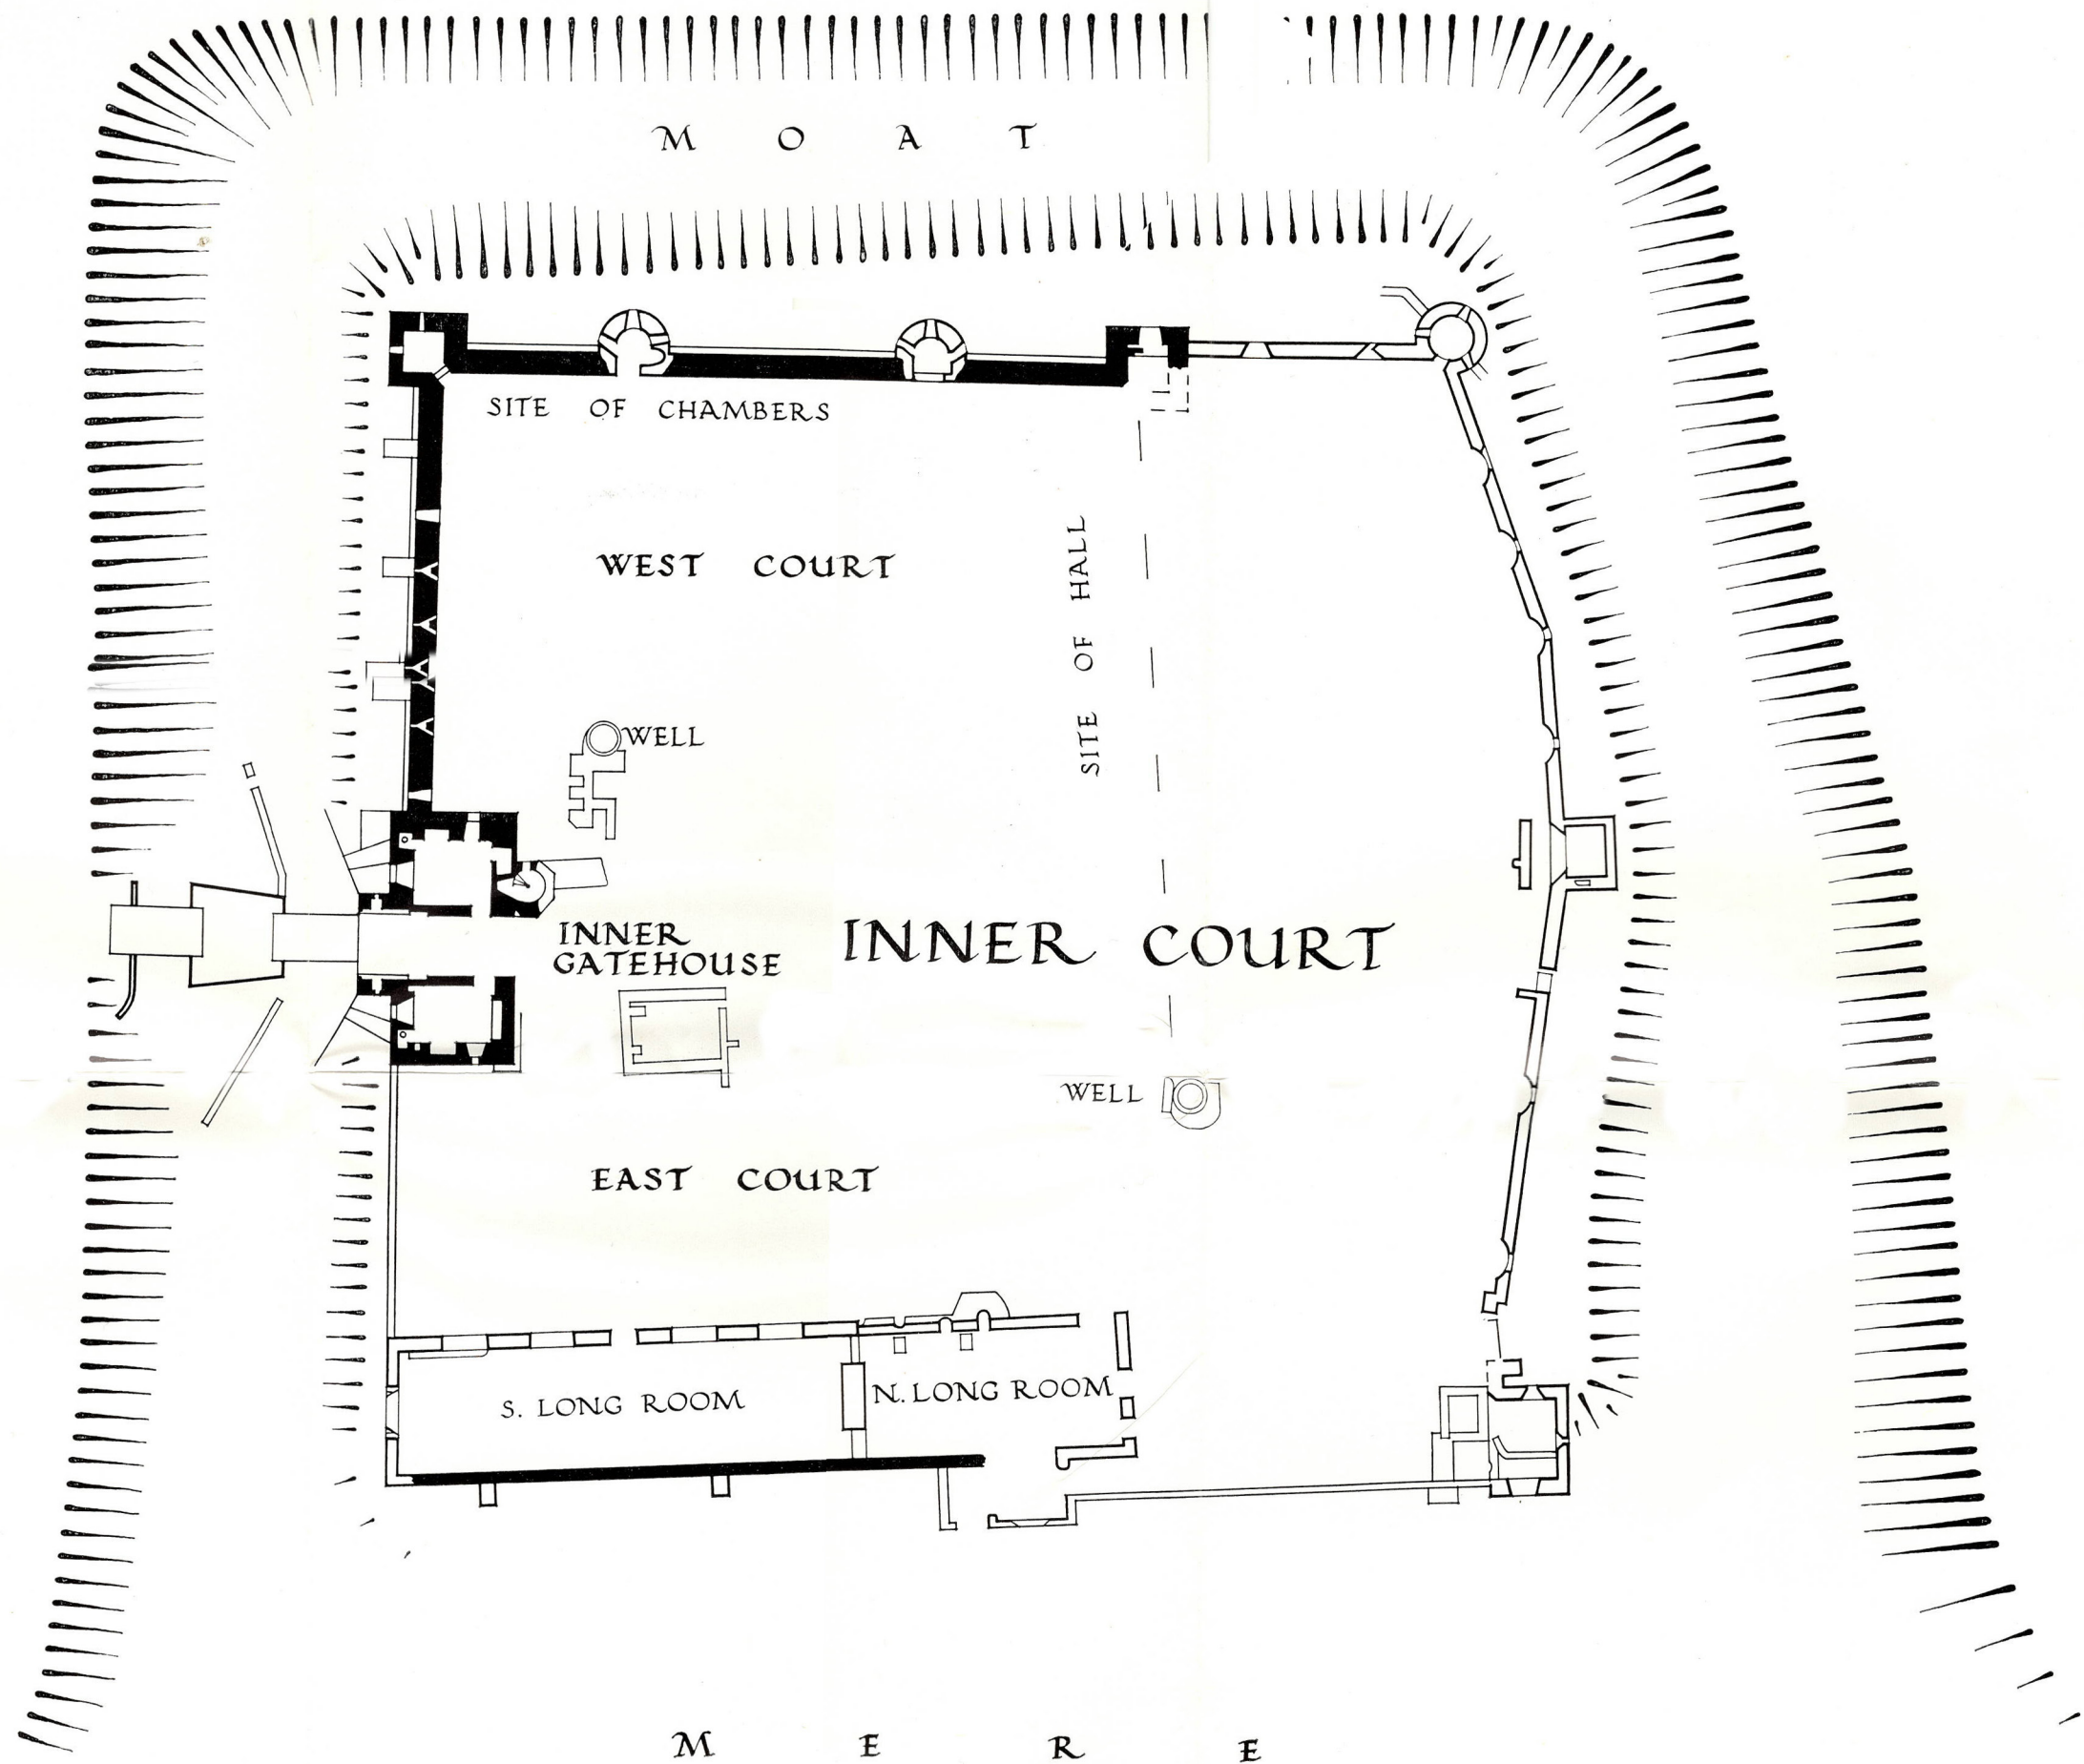 MOAT
SITE OF CHAMBERS
WEST COURT
SITE OF HALL
WELL
INNER
GATEHOUSE
INNER COURT
WELL
EAST COURT
S. LONG ROOM
N. LONG ROOM
MERE